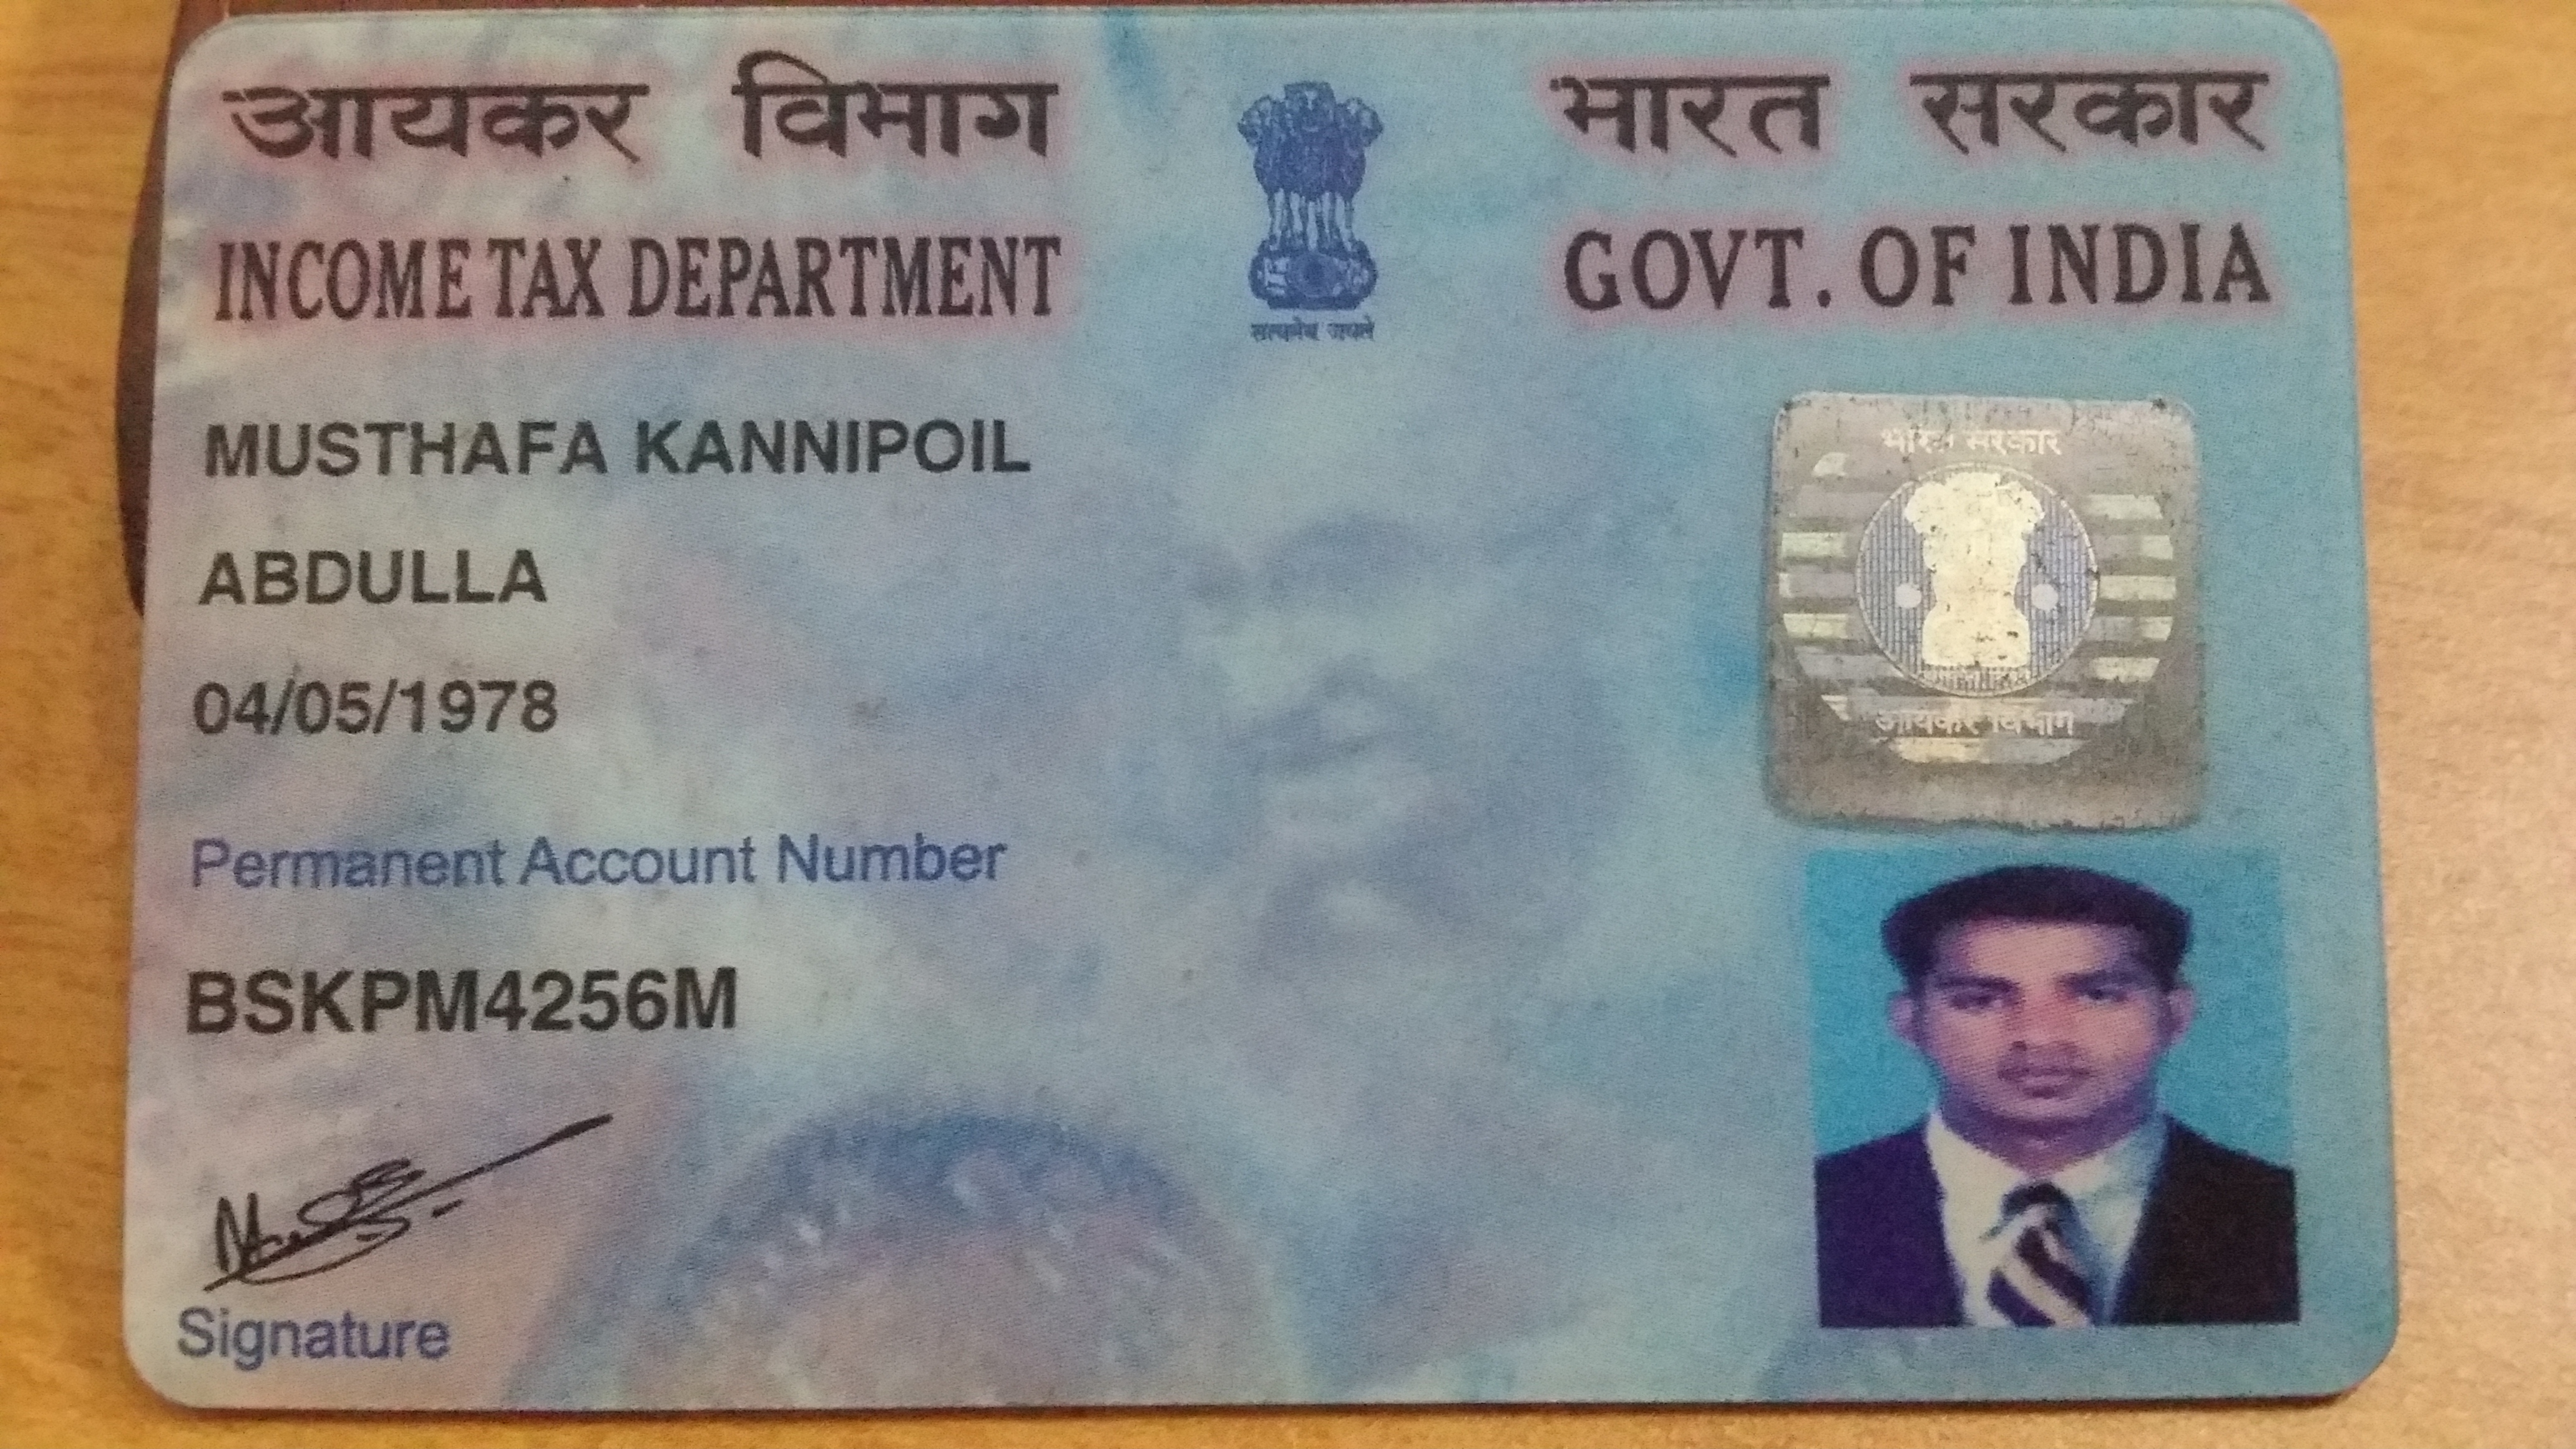 आयकर विभाग
INCOME TAX DEPARTMENT
सत्यमेव जयते
भारत सरकार
GOVT. OF INDIA
MUSTHAFA KANNIPOIL
ABDULLA
04/05/1978
Permanent Account Number
BSKPM4256M
Signature
भारत सरकार
आयकर विभाग